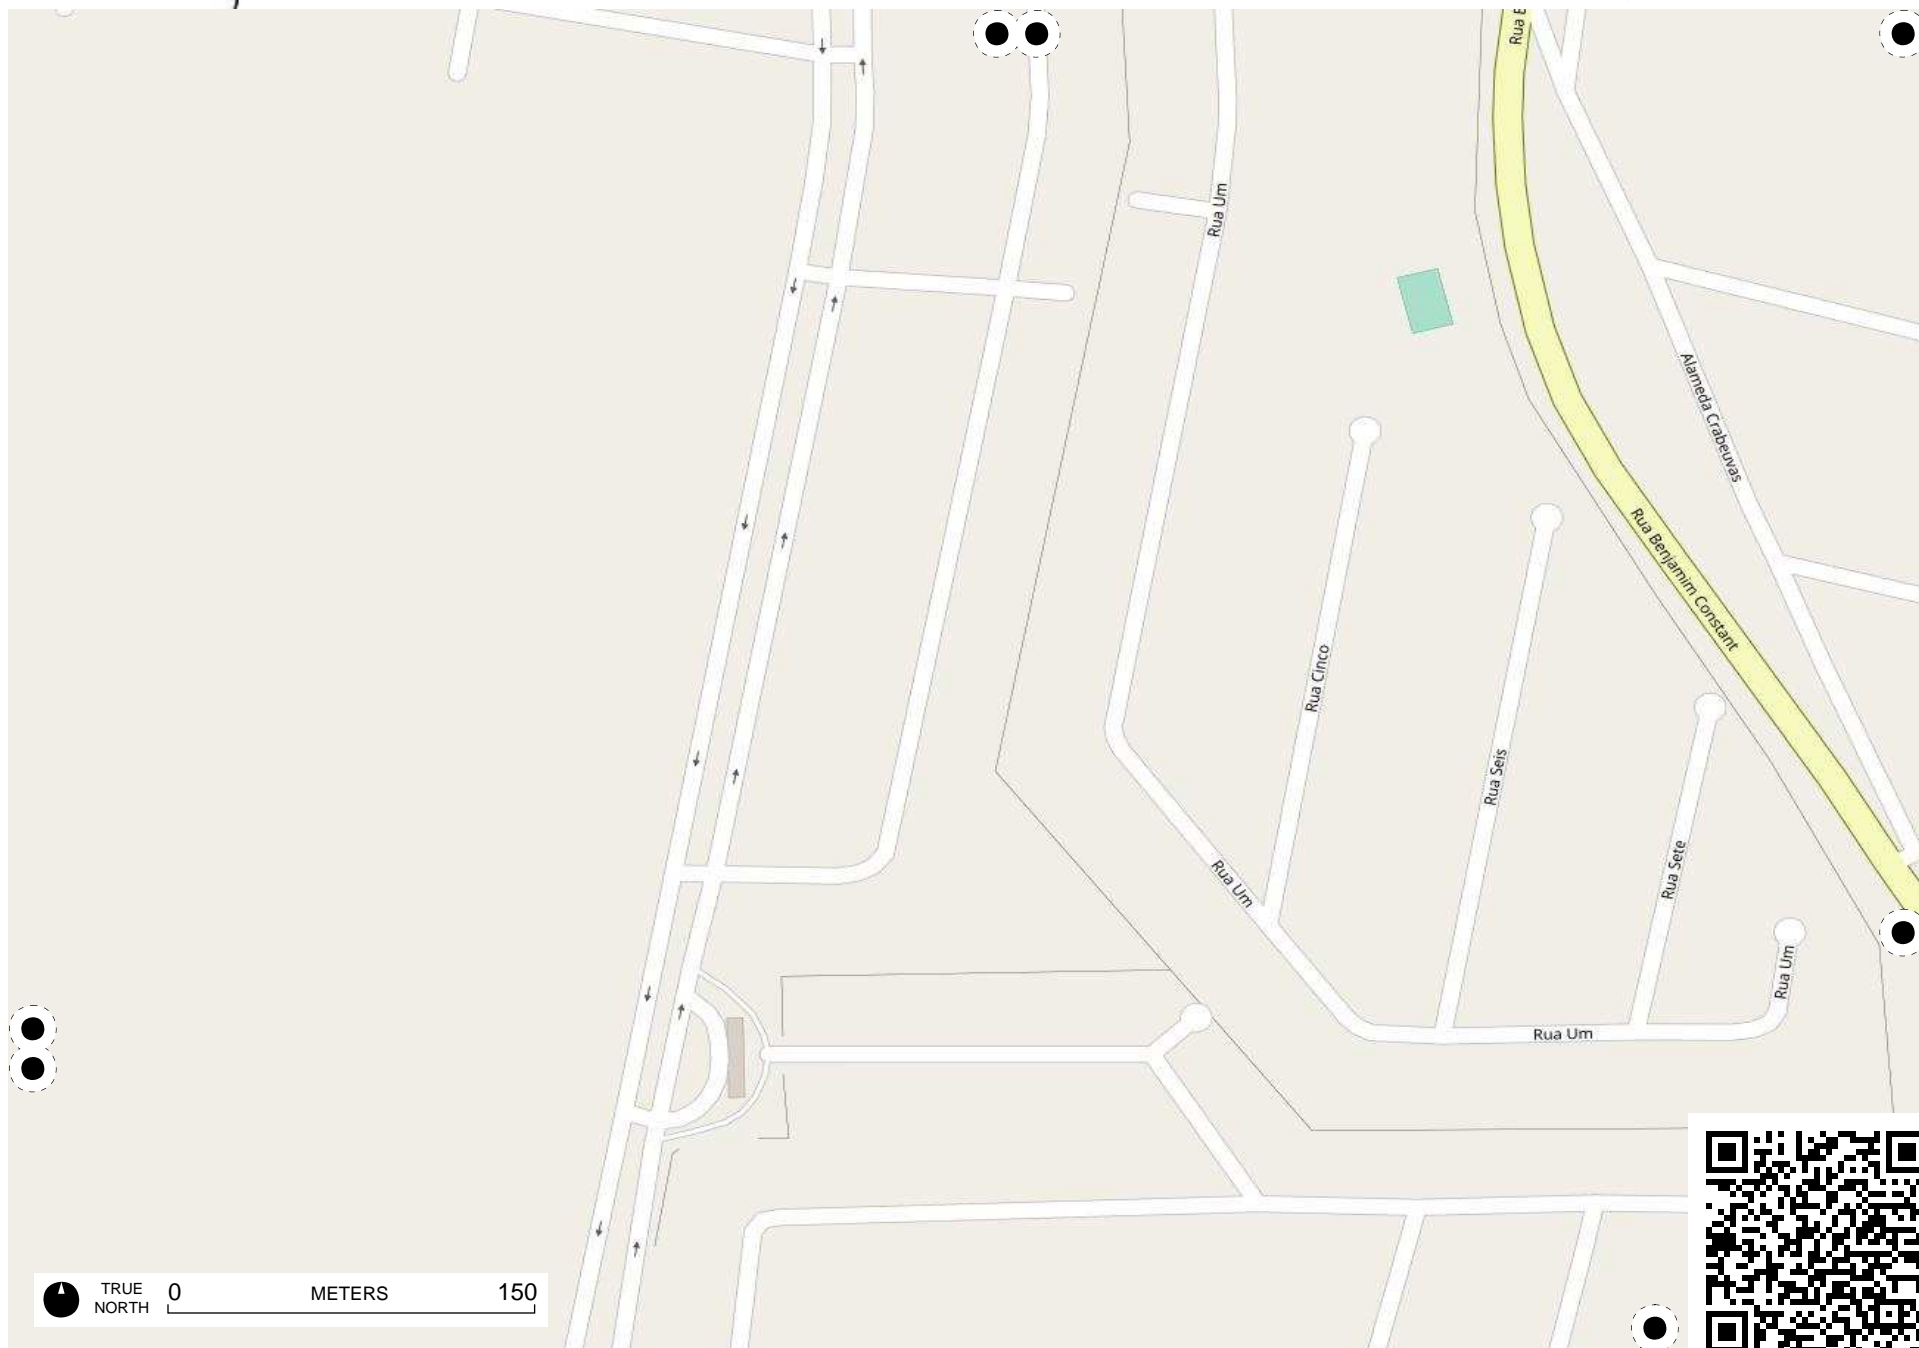 Rua B
Rua Um
Alameda Crabeuvas
Rua Benjamim Constant
Rua Cinco
Rua Seis
Rua Sete
Rua Um
Rua Um
Rua Um
TRUE
NORTH
0 METERS 150